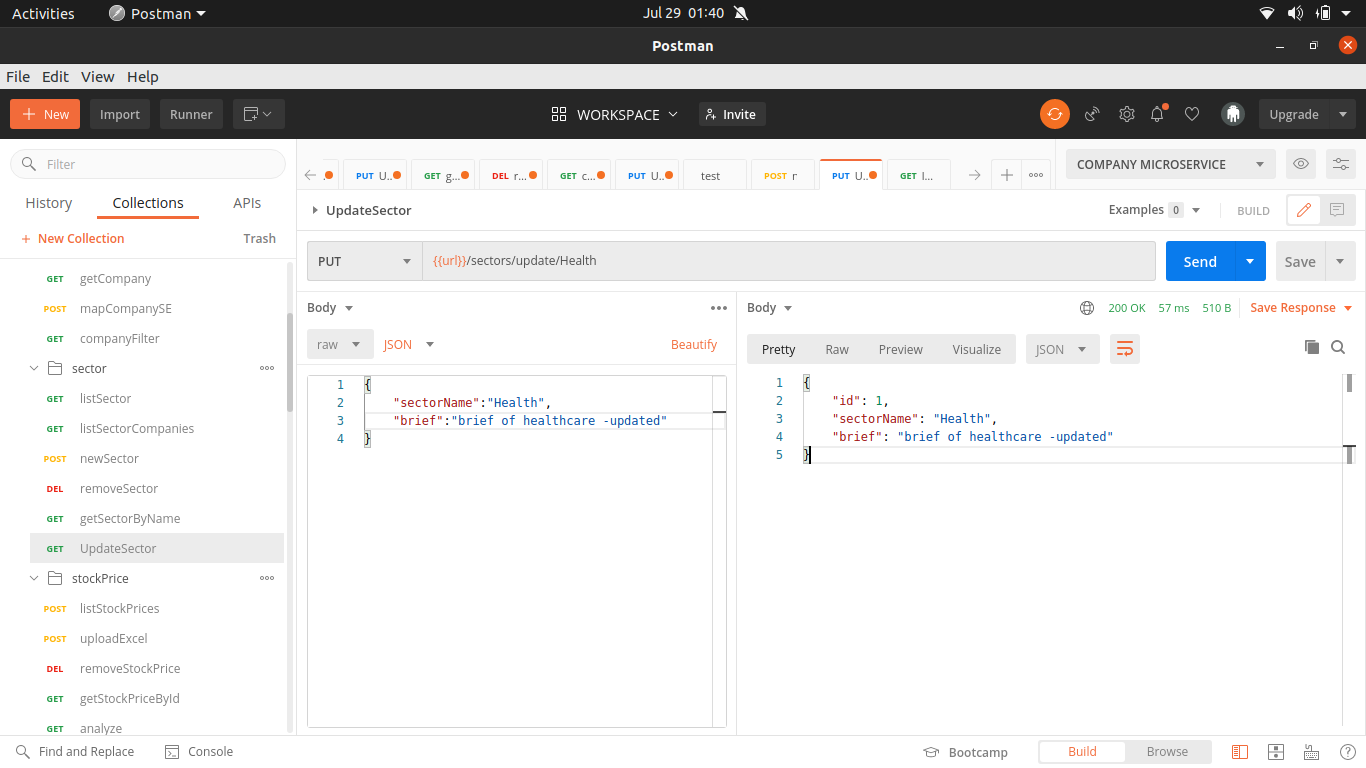 Activities Postman Jul 29 01:40
Postman
File Edit View Help
+ New Import Runner WORKSPACE Invite Upgrade
Filter
.. PUT U.. GET g... DEL r... GET c... PUT U.. test POST r PUT U.. GET l... + COMPANY MICROSERVICE
History Collections APIs
UpdateSector Examples 0 BUILD
+ New Collection Trash
PUT {{url}}/sectors/update/Health Send Save
GET getCompany
POST mapCompanySE
GET companyFilter
sector
GET listSector
GET listSectorCompanies
POST newSector
DEL removeSector
GET getSectorByName
GET UpdateSector
stockPrice
POST listStockPrices
POST uploadExcel
DEL removeStockPrice
GET getStockPriceById
GET analyze
Body
raw JSON Beautify
1 {
2 "sectorName":"Health",
3 "brief":"brief of healthcare -updated"
4 }
Body 200 OK 57 ms 510 B Save Response
Pretty Raw Preview Visualize JSON
1 {
2 "id": 1,
3 "sectorName": "Health",
4 "brief": "brief of healthcare -updated"
5 }
Find and Replace Console Bootcamp Build Browse